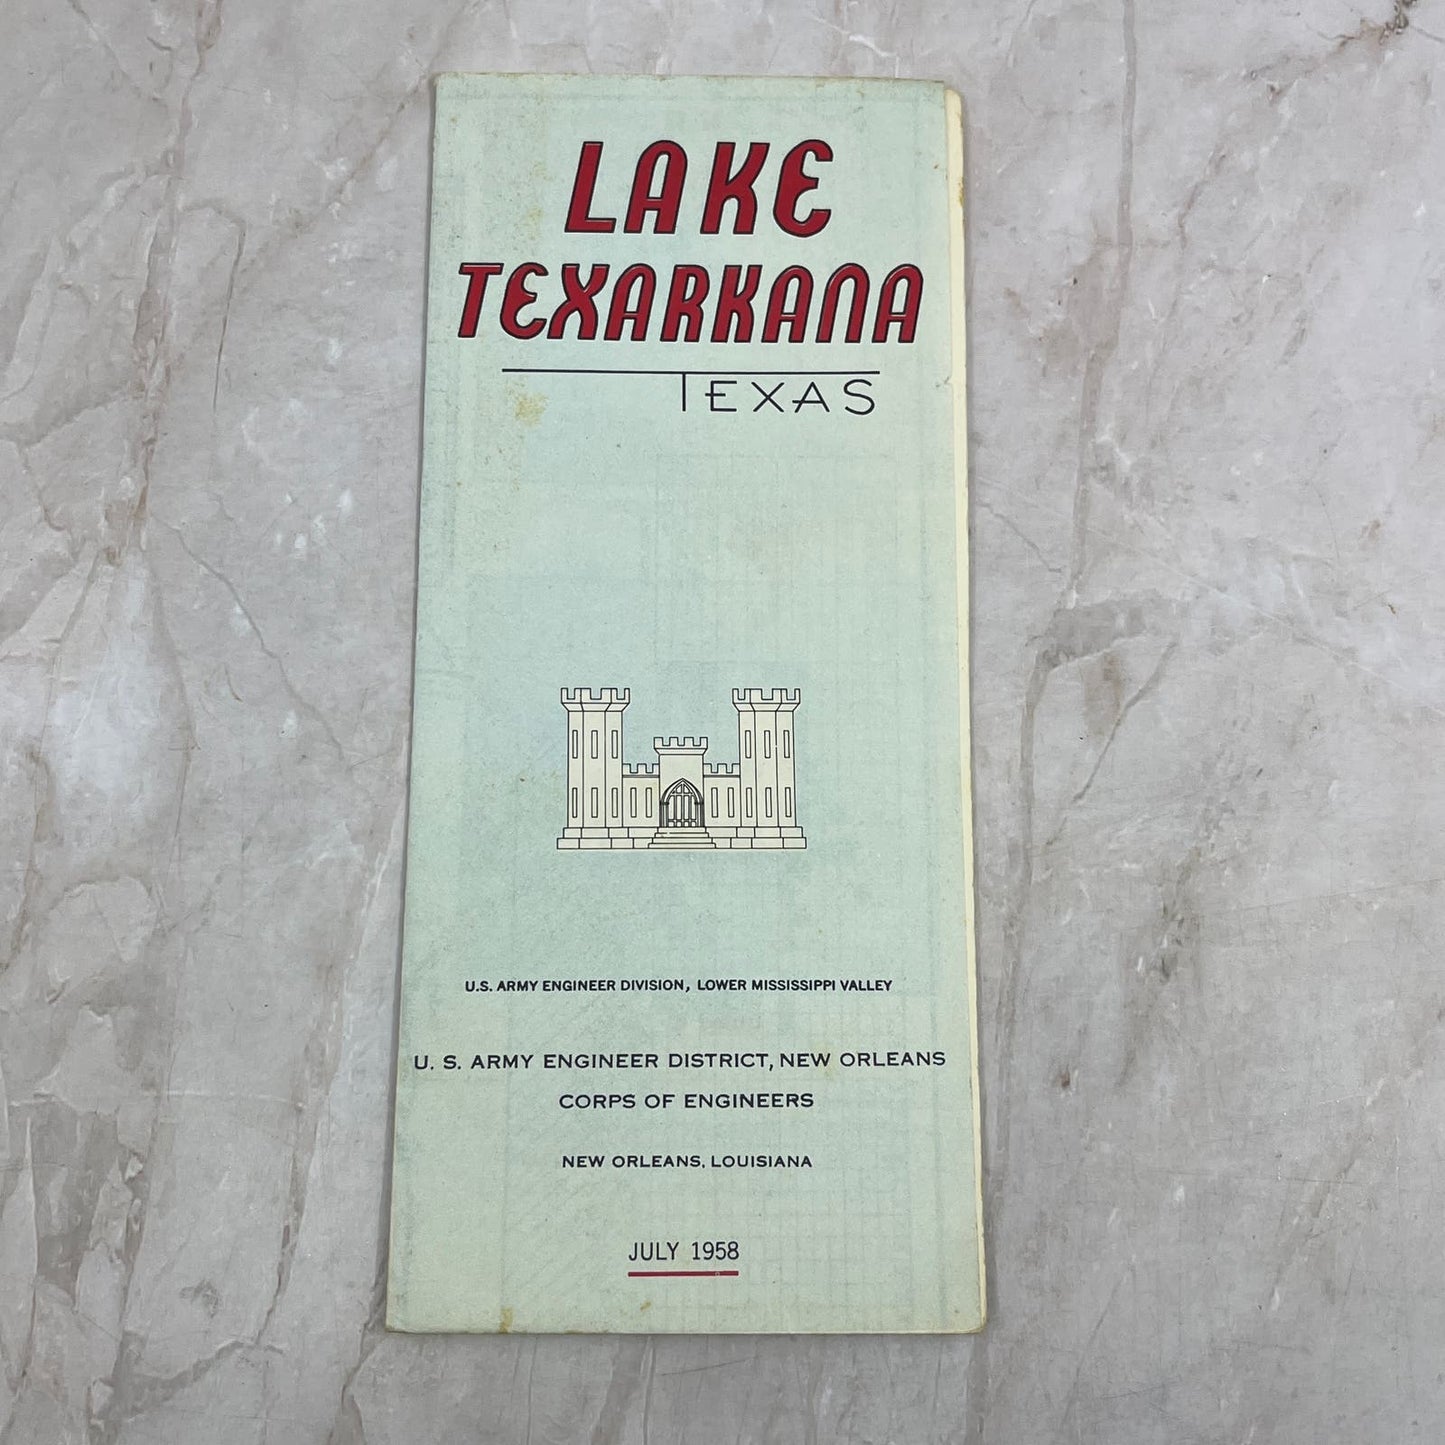 LAKE
TEXARKANA
TEXAS
U.S. ARMY ENGINEER DIVISION, LOWER MISSISSIPPI VALLEY
U. S. ARMY ENGINEER DISTRICT, NEW ORLEANS
CORPS OF ENGINEERS
NEW ORLEANS, LOUISIANA
JULY 1958